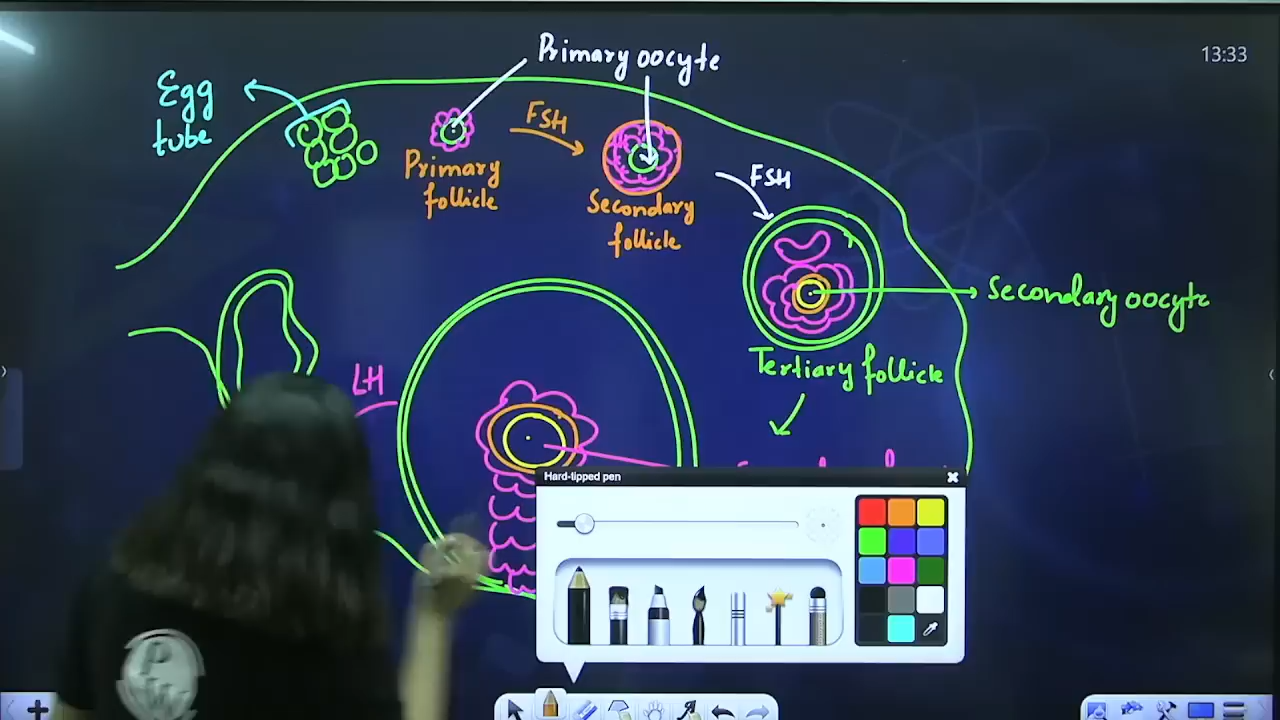 Primary oocyte
13:33
Egg
tube
FSH
Primary
follicle
Secondary
follicle
FSH
Secondary oocyte
Tertiary follicle
LH
Hard-tipped pen
PW